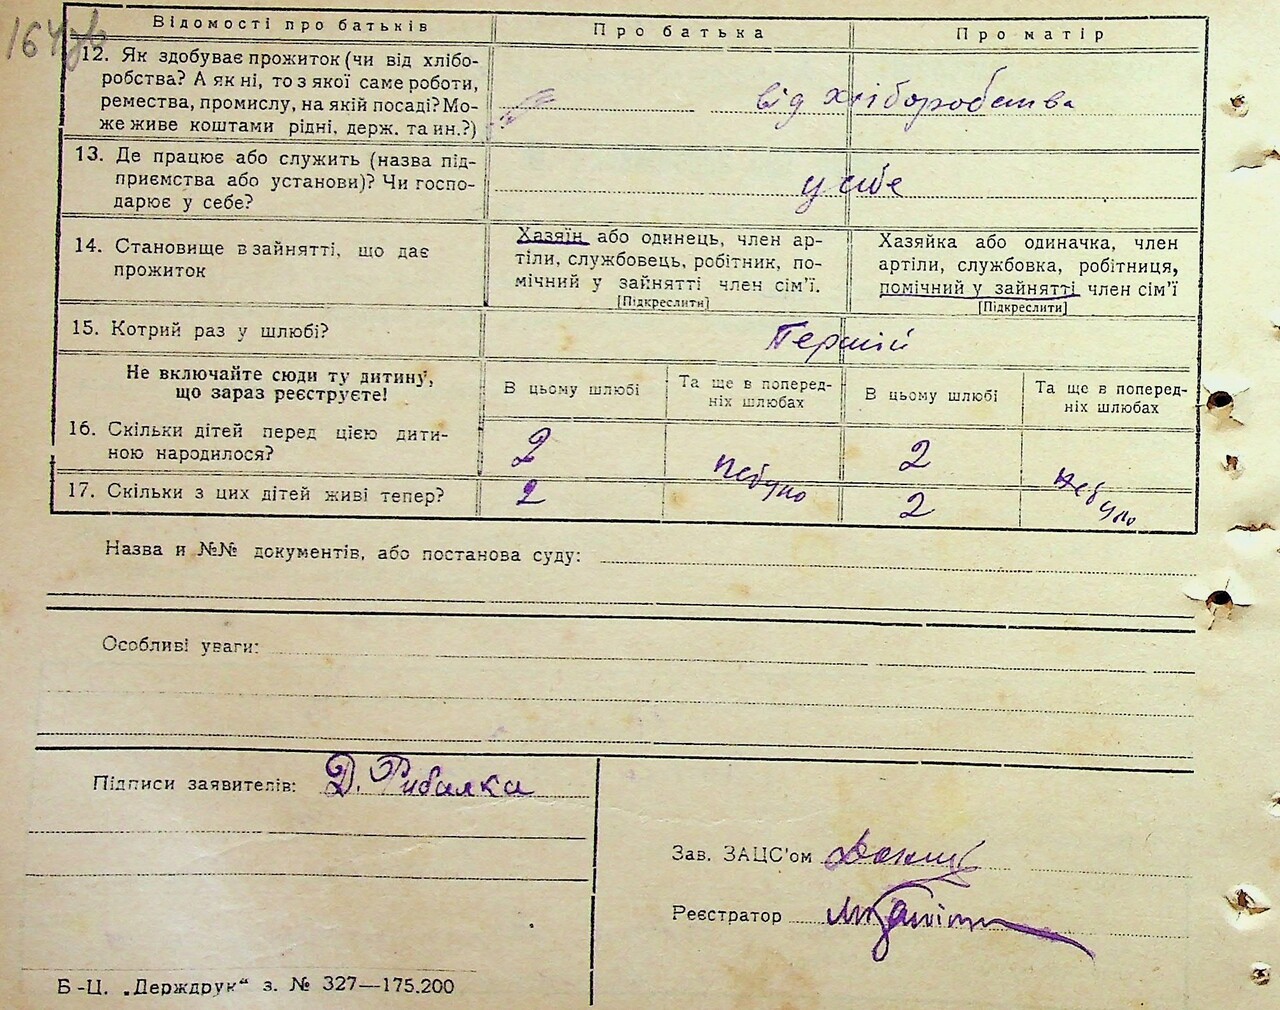 164зв
Відомості про батьків
Про батька
Про матір
12. Як здобуває прожиток (чи від хлібо-
робства? А як ні, то з якої саме роботи,
ремества, промислу, на якій посаді? Мо-
же живе коштами рідні, держ. та ин.?)
від хліборобства
13. Де працює або служить (назва під-
приємства або установи)? Чи госпо-
дарює у себе?
у себе
14. Становище в зайнятті, що дає
прожиток
Хазяїн або одинець, член ар-
тіли, службовець, робітник, по-
мічний у зайнятті член сім'ї.
[Підкреслити]
Хазяйка або одиначка, член
артіли, службовка, робітниця,
помічний у зайнятті член сім'ї
[Підкреслити]
15. Котрий раз у шлюбі?
Перший
Не включайте сюди ту дитину,
що зараз реєструєте!
В цьому шлюбі
Та ще в поперед-
ніх шлюбах
В цьому шлюбі
Та ще в поперед-
ніх шлюбах
16. Скільки дітей перед цією дити-
ною народилося?
2
небуло
2
небуло
17. Скільки з цих дітей живі тепер?
2
2
Назва и №№ документів, або постанова суду:
Особливі уваги:
Підписи заявителів: Д. Рибалка
Зав. ЗАЦС'ом
Реєстратор
Б-Ц. „Держдрук“ з. № 327—175.200